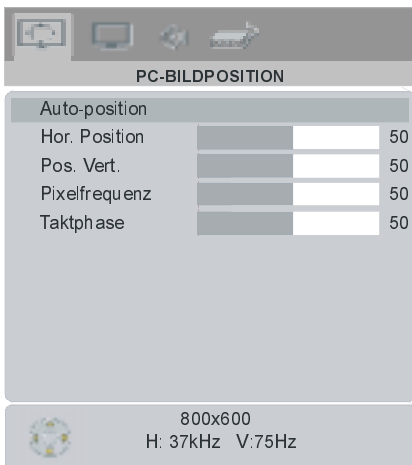 PC-BILDPOSITION
Auto-position
Hor. Position 50
Pos. Vert. 50
Pixelfrequenz 50
Taktphase 50
800x600
H: 37kHz V:75Hz